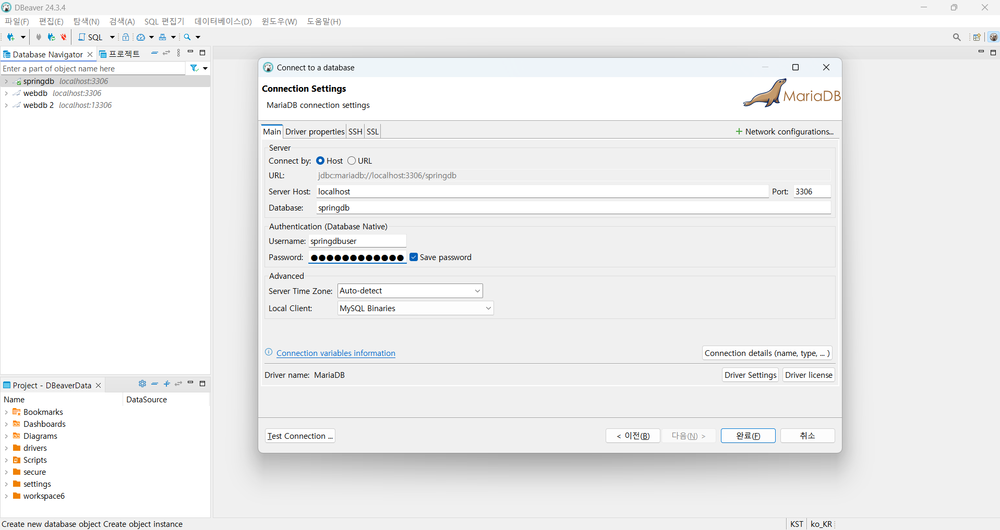 DBeaver 24.3.4
파일(F) 편집(E) 탐색(N) 검색(A) SQL 편집기 데이터베이스(D) 윈도우(W) 도움말(H)
SQL
Database Navigator 프로젝트
Enter a part of object name here
springdb localhost:3306
webdb localhost:3306
webdb 2 localhost:13306
Project - DBeaverData
Name DataSource
Bookmarks
Dashboards
Diagrams
drivers
Scripts
secure
settings
workspace6
Connect to a database
Connection Settings
MariaDB connection settings
MariaDB
Main Driver properties SSH SSL Network configurations...
Server
Connect by: Host URL
URL: jdbc:mariadb://localhost:3306/springdb
Server Host: localhost Port: 3306
Database: springdb
Authentication (Database Native)
Username: springdbuser
Password: ●●●●●●●●●●●● Save password
Advanced
Server Time Zone: Auto-detect
Local Client: MySQL Binaries
Connection variables information Connection details (name, type, ... )
Driver name: MariaDB Driver Settings Driver license
Test Connection ... < 이전(B) 다음(N) > 완료(F) 취소
Create new database object Create object instance KST ko_KR